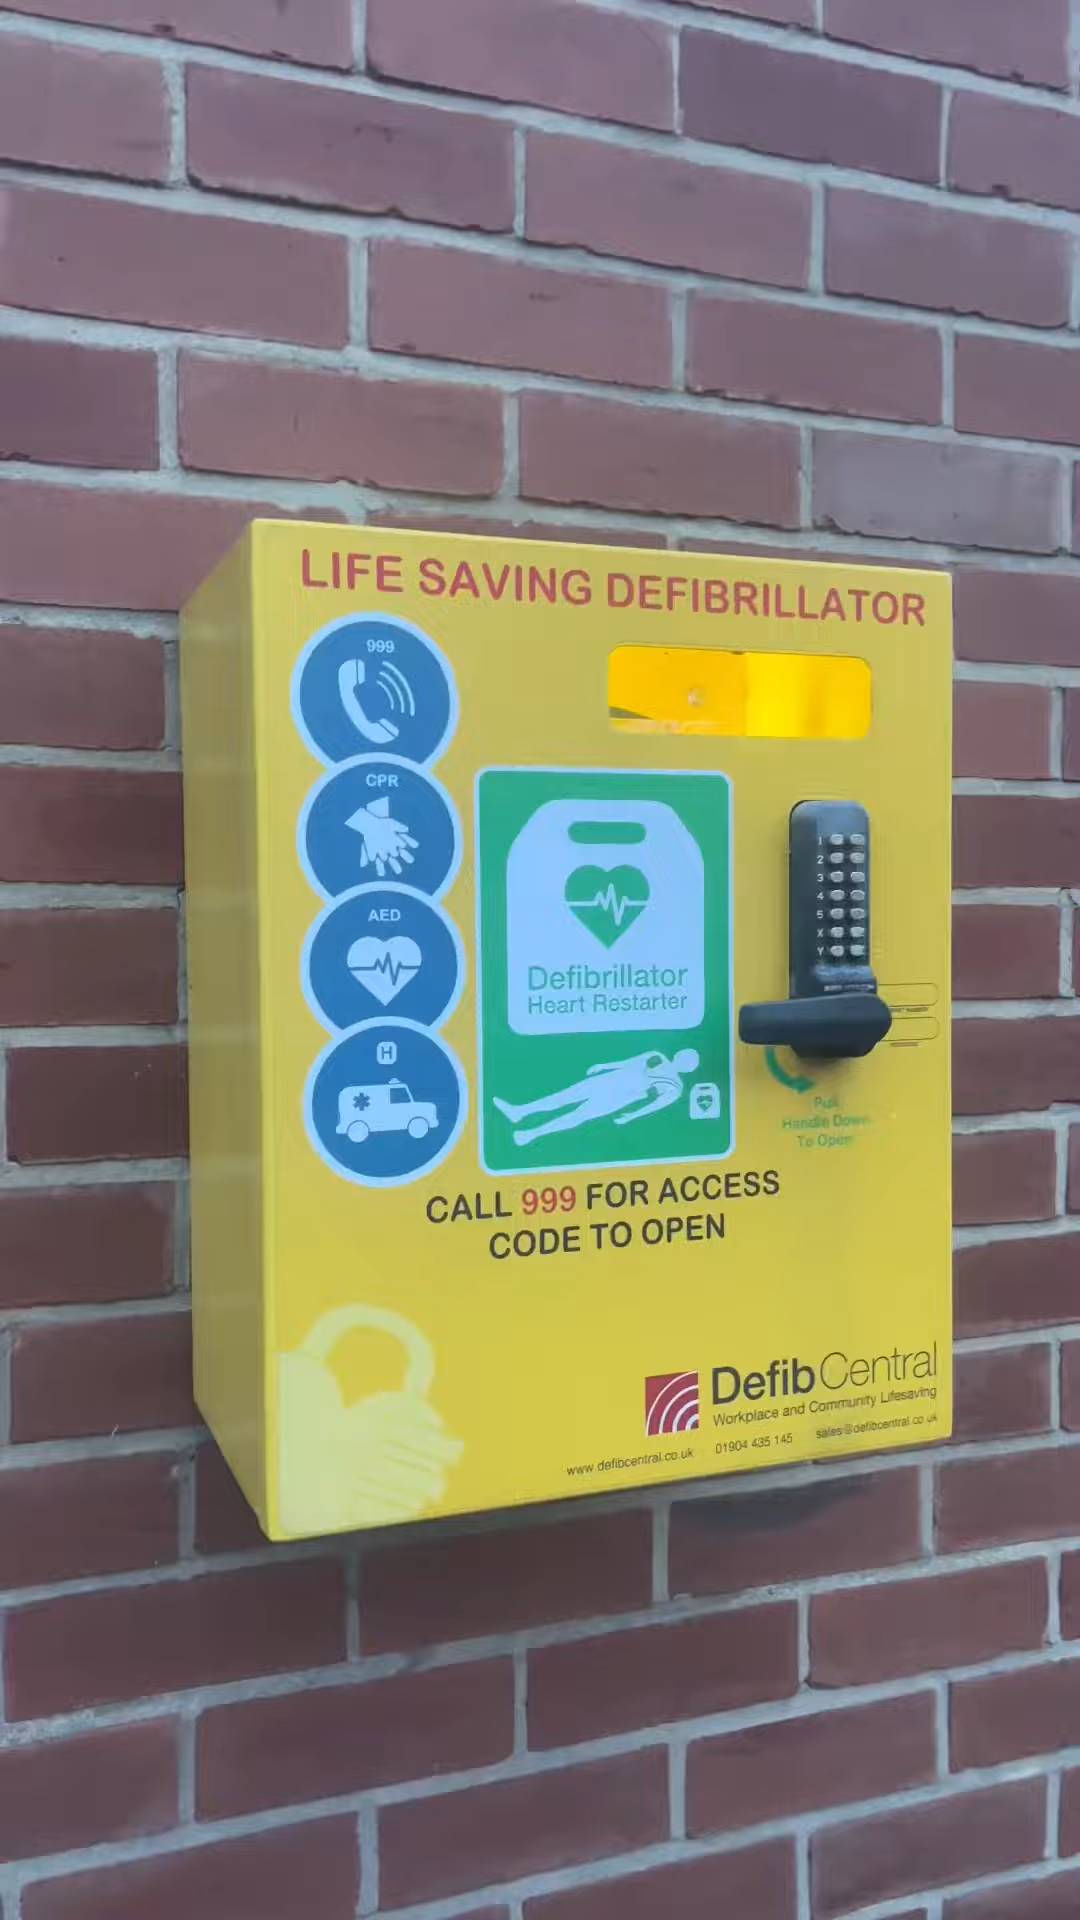 LIFE SAVING DEFIBRILLATOR
999
CPR
AED
H
Defibrillator
Heart Restarter
1
2
3
4
5
X
Y
Pull
Handle Down
To Open
CALL 999 FOR ACCESS
CODE TO OPEN
DefibCentral
Workplace and Community Lifesaving
www.defibcentral.co.uk 01904 435 145 sales@defibcentral.co.uk